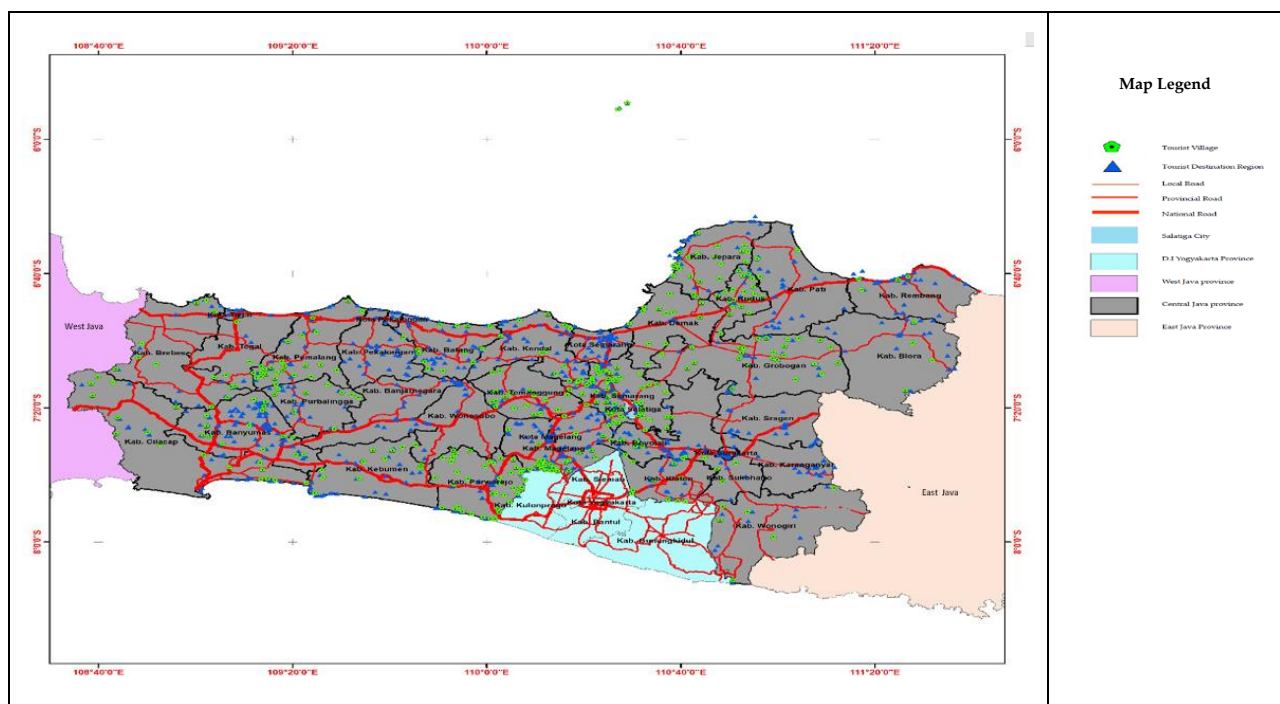 108°40'0"E 109°20'0"E 110°0'0"E 110°40'0"E 111°20'0"E
6°0'0"S 6°0'0"S
6°40'0"S 6°40'0"S
7°20'0"S 7°20'0"S
8°0'0"S 8°0'0"S
West Java
Kab. Brebes
Kab. Tegal
Kab. Pemalang
Kab. Pekalongan
Kab. Batang
Kab. Kendal
Kota Semarang
Kab. Demak
Kab. Jepara
Kab. Kudus
Kab. Pati
Kab. Rembang
Kab. Blora
Kab. Grobogan
Kab. Purbalingga
Kab. Banjarnegara
Kab. Wonosobo
Kab. Temanggung
Kab. Semarang
Kota Salatiga
Kab. Sragen
Kab. Cilacap
Kab. Banyumas
Kab. Kebumen
Kab. Purworejo
Kota Magelang
Kab. Magelang
Kab. Boyolali
Kota Surakarta
Kab. Karanganyar
Kab. Klaten
Kab. Sukoharjo
Kab. Wonogiri
Kab. Sleman
Kota Yogyakarta
Kab. Kulonprogo
Kab. Bantul
Kab. Gunungkidul
East Java
108°40'0"E 109°20'0"E 110°0'0"E 110°40'0"E 111°20'0"E
Map Legend
Tourist Village
Tourist Destination Region
Local Road
Provincial Road
National Road
Salatiga City
D.I Yogyakarta Province
West Java province
Central Java province
East Java Province